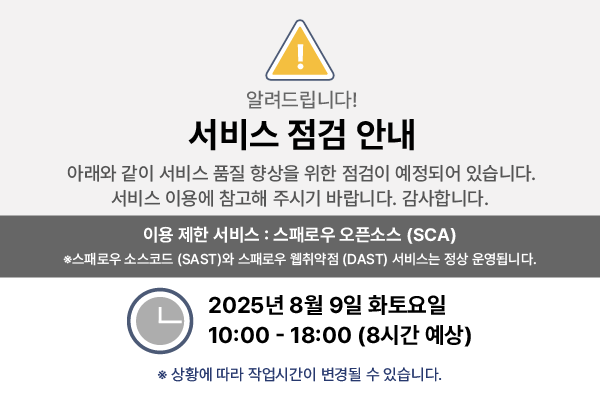 알려드립니다!
서비스 점검 안내
아래와 같이 서비스 품질 향상을 위한 점검이 예정되어 있습니다.
서비스 이용에 참고해 주시기 바랍니다. 감사합니다.
이용 제한 서비스 : 스패로우 오픈소스 (SCA)
※스패로우 소스코드 (SAST)와 스패로우 웹취약점 (DAST) 서비스는 정상 운영됩니다.
2025년 8월 9일 화토요일
10:00 - 18:00 (8시간 예상)
※ 상황에 따라 작업시간이 변경될 수 있습니다.